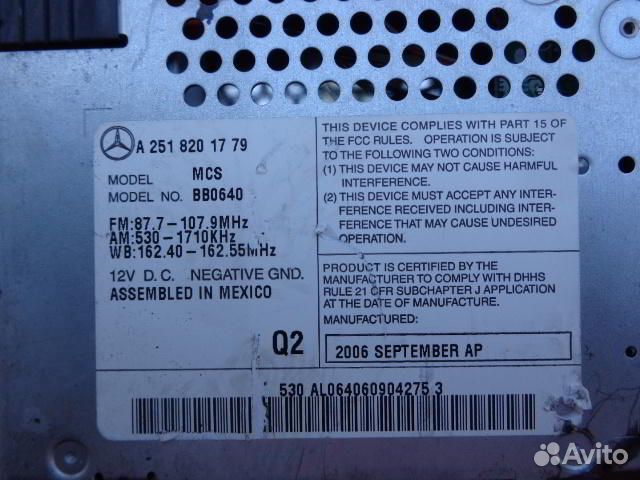 A 251 820 17 79
MODEL MCS
MODEL NO. BB0640
FM:87.7-107.9MHz
AM:530-1710KHz
WB:162.40-162.55MHz
12V D.C. NEGATIVE GND.
ASSEMBLED IN MEXICO
Q2
THIS DEVICE COMPLIES WITH PART 15 OF
THE FCC RULES. OPERATION IS SUBJECT
TO THE FOLLOWING TWO CONDITIONS:
(1) THIS DEVICE MAY NOT CAUSE HARMFUL
INTERFERENCE.
(2) THIS DEVICE MUST ACCEPT ANY INTER-
FERENCE RECEIVED INCLUDING INTER-
FERENCE THAT MAY CAUSE UNDESIRED
OPERATION.
PRODUCT IS CERTIFIED BY THE
MANUFACTURER TO COMPLY WITH DHHS
RULE 21 CFR SUBCHAPTER J APPLICATION
AT THE DATE OF MANUFACTURE.
MANUFACTURED:
2006 SEPTEMBER AP
530 AL064060904275 3
Avito